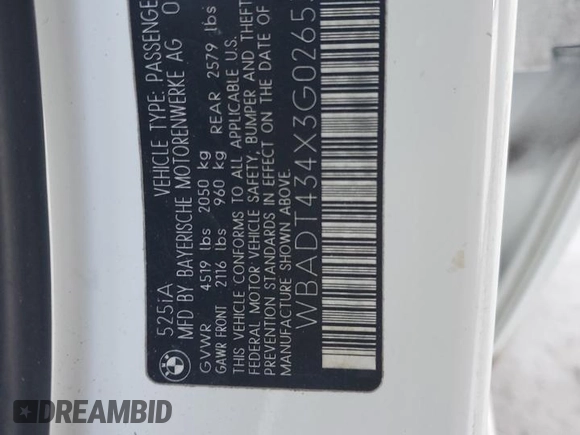 525iA VEHICLE TYPE: PASSENGE
MFD BY BAYERISCHE MOTORENWERKE AG 0
GVWR 4519 lbs 2050 kg
GAWR FRONT 2116 lbs 960 kg REAR 2579 lbs
THIS VEHICLE CONFORMS TO ALL APPLICABLE U.S.
FEDERAL MOTOR VEHICLE SAFETY, BUMPER AND THEFT
PREVENTION STANDARDS IN EFFECT ON THE DATE OF
MANUFACTURE SHOWN ABOVE.
WBADT434X3G0265
BMW
DREAMBID